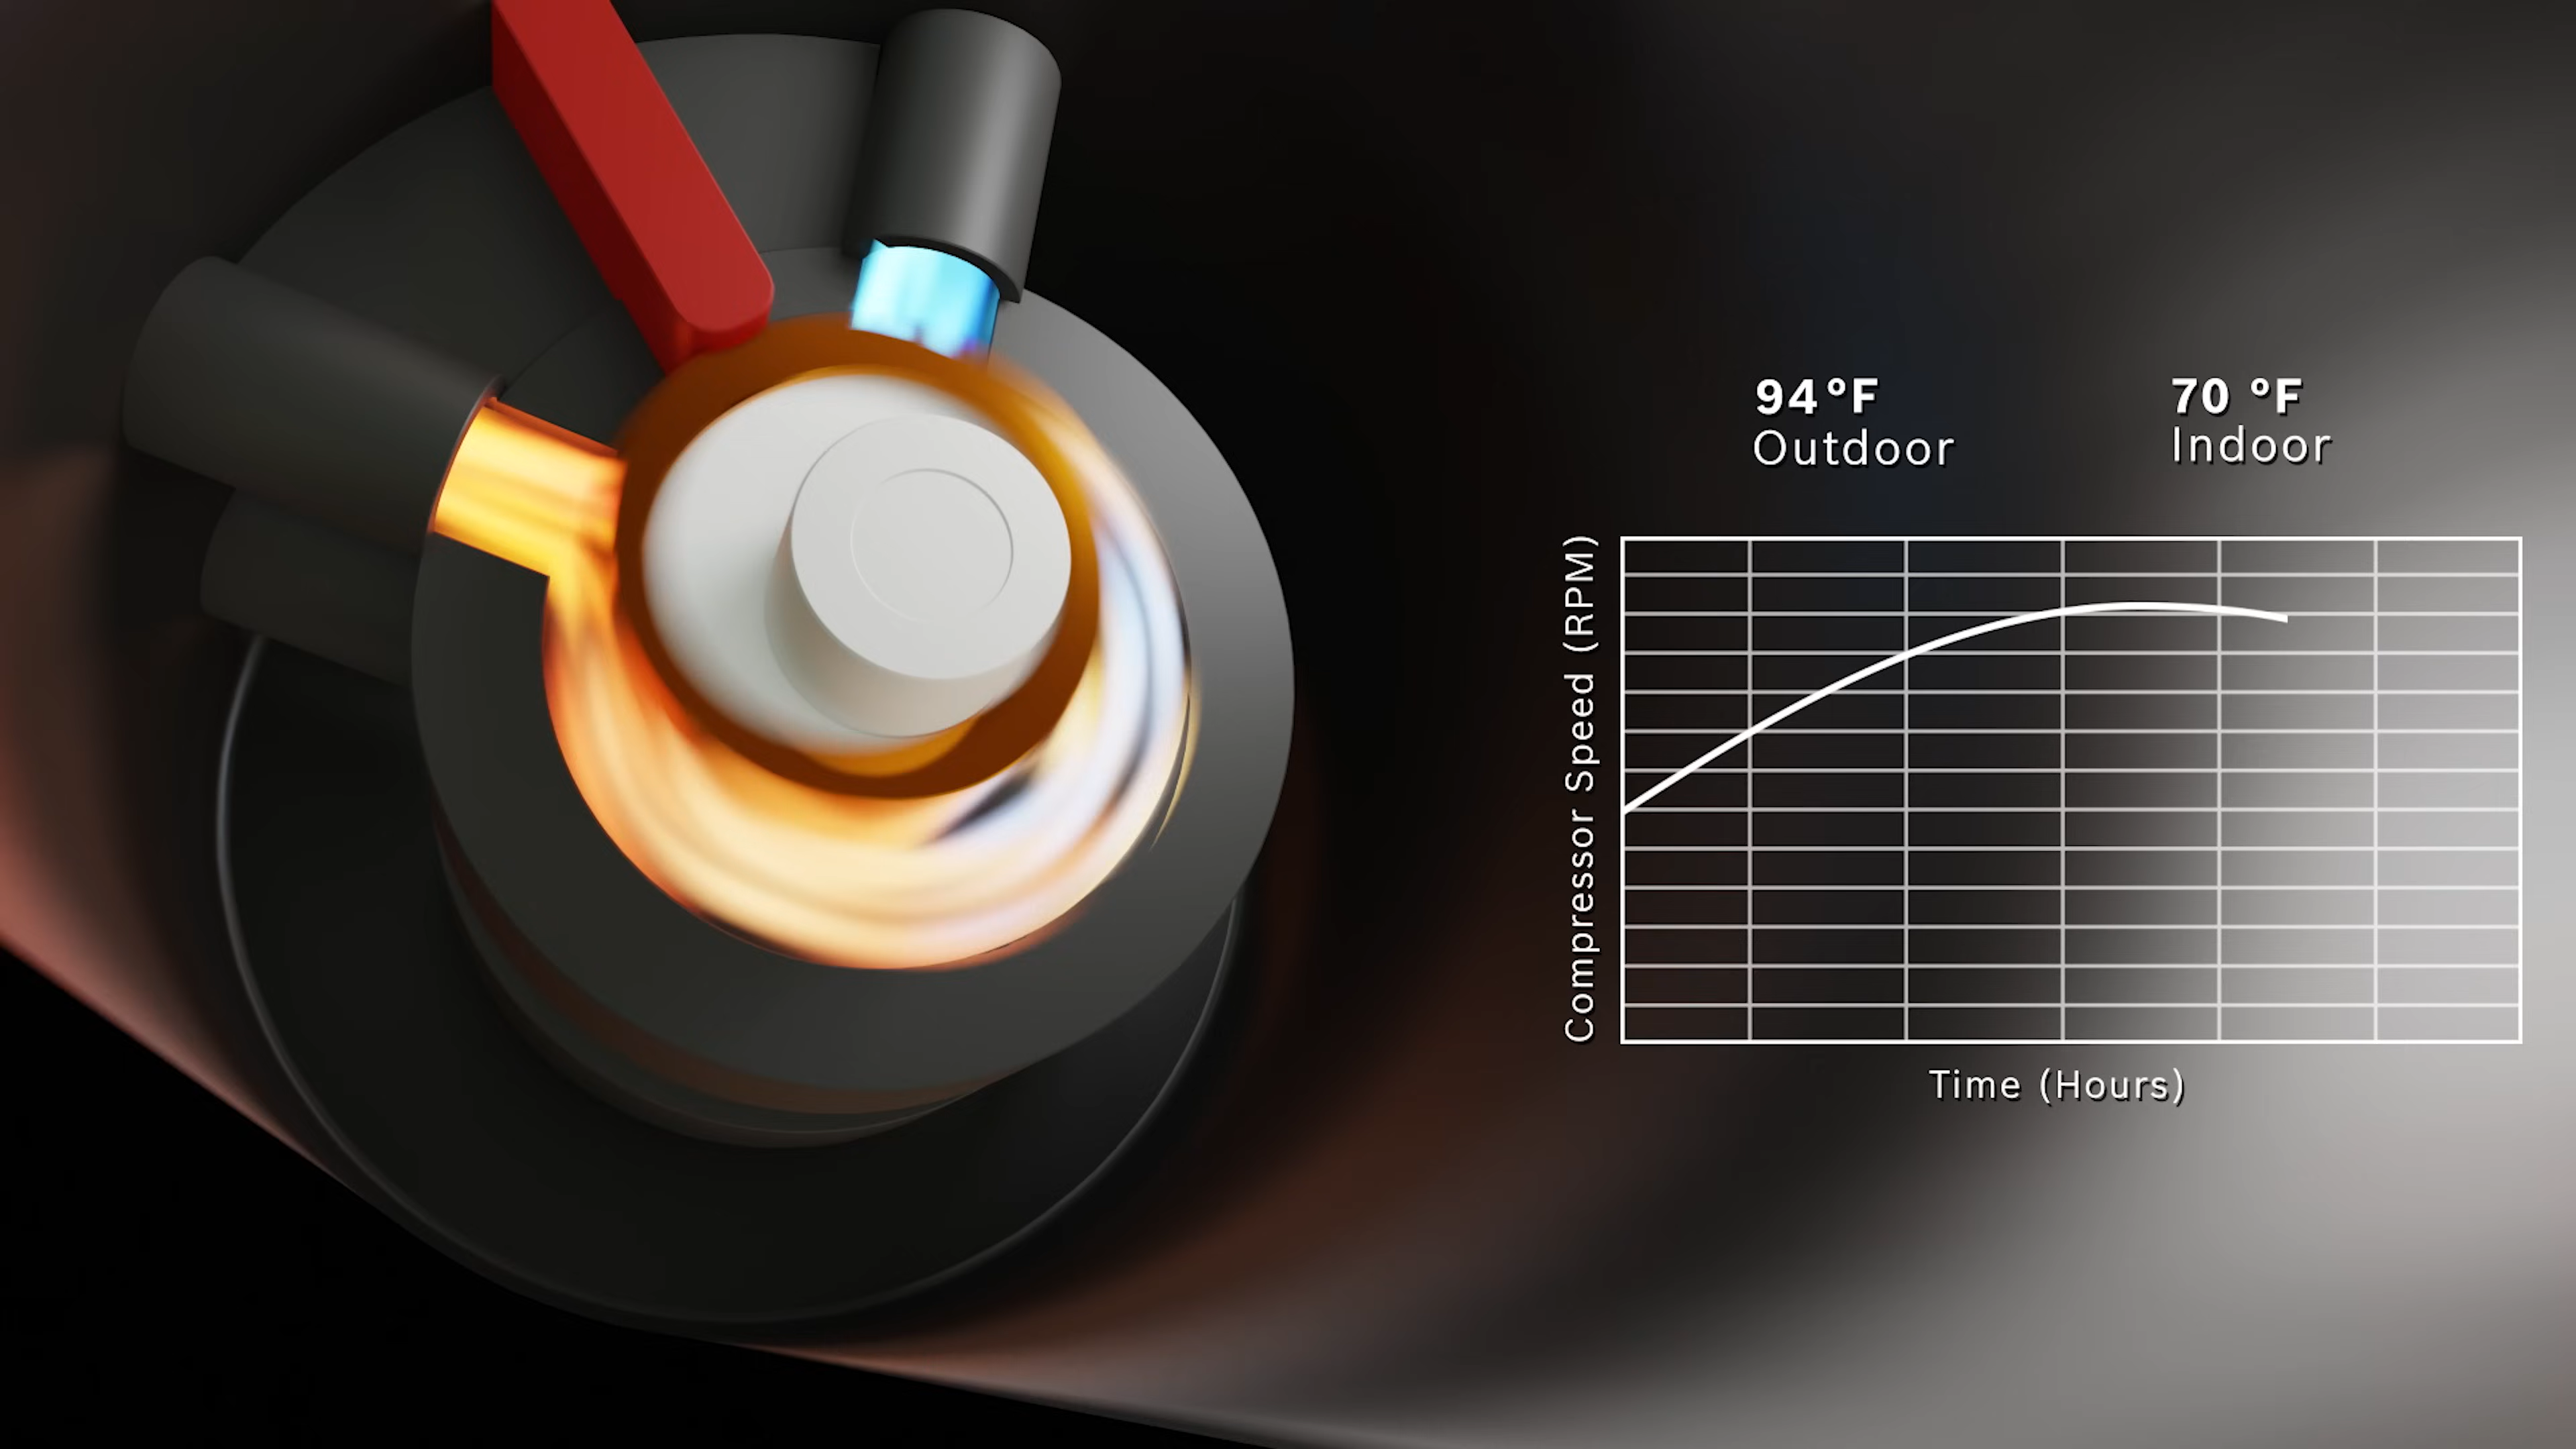 94°F
Outdoor
70 °F
Indoor
Compressor Speed (RPM)
Time (Hours)